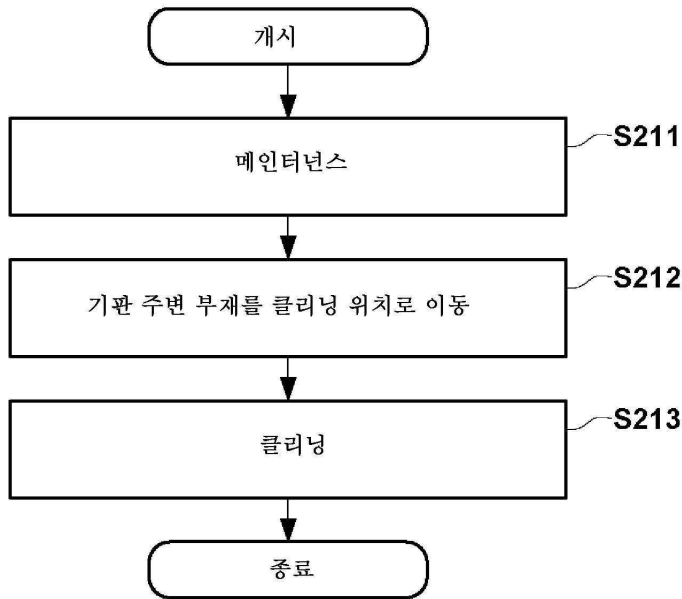 개시
메인터넌스
S211
기판 주변 부재를 클리닝 위치로 이동
S212
클리닝
S213
종료